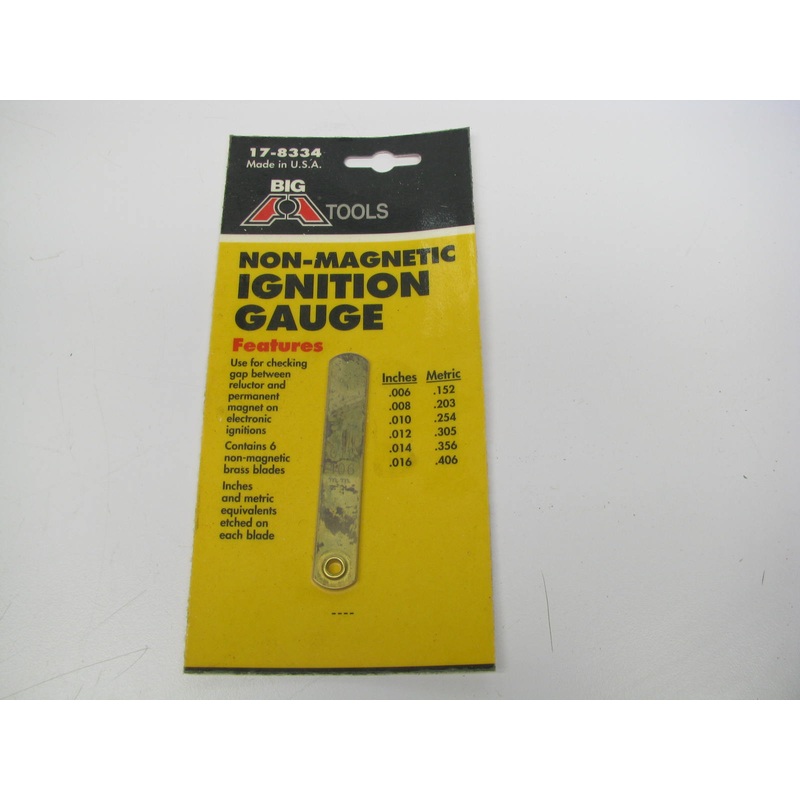 17-8334
Made in U.S.A.
BIG
TOOLS
NON-MAGNETIC
IGNITION
GAUGE
Features
Use for checking
gap between
reluctor and
permanent
magnet on
electronic
ignitions
Contains 6
non-magnetic
brass blades
Inches
and metric
equivalents
etched on
each blade
Inches Metric
.006 .152
.008 .203
.010 .254
.012 .305
.014 .356
.016 .406
----